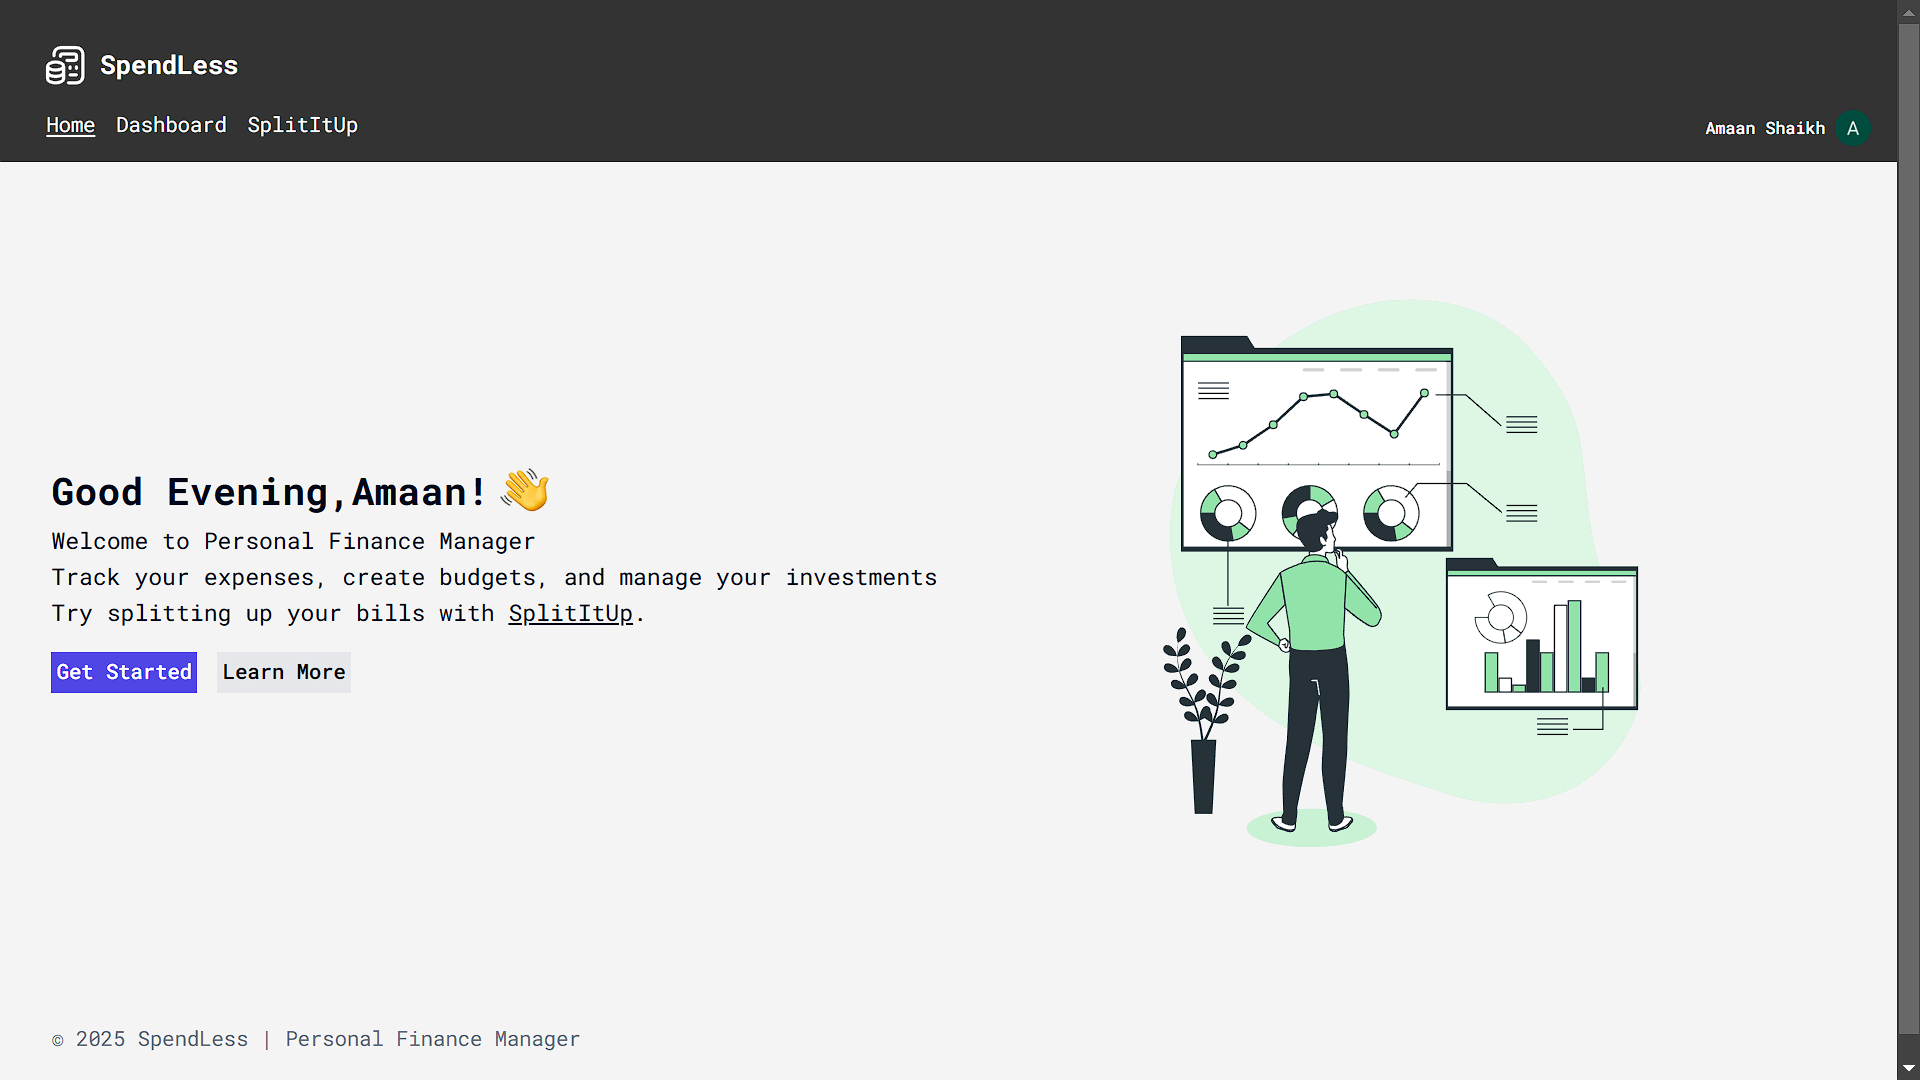 SpendLess
Home Dashboard SplitItUp
Amaan Shaikh A
Good Evening,Amaan! 👋
Welcome to Personal Finance Manager
Track your expenses, create budgets, and manage your investments
Try splitting up your bills with SplitItUp.
Get Started Learn More
© 2025 SpendLess | Personal Finance Manager